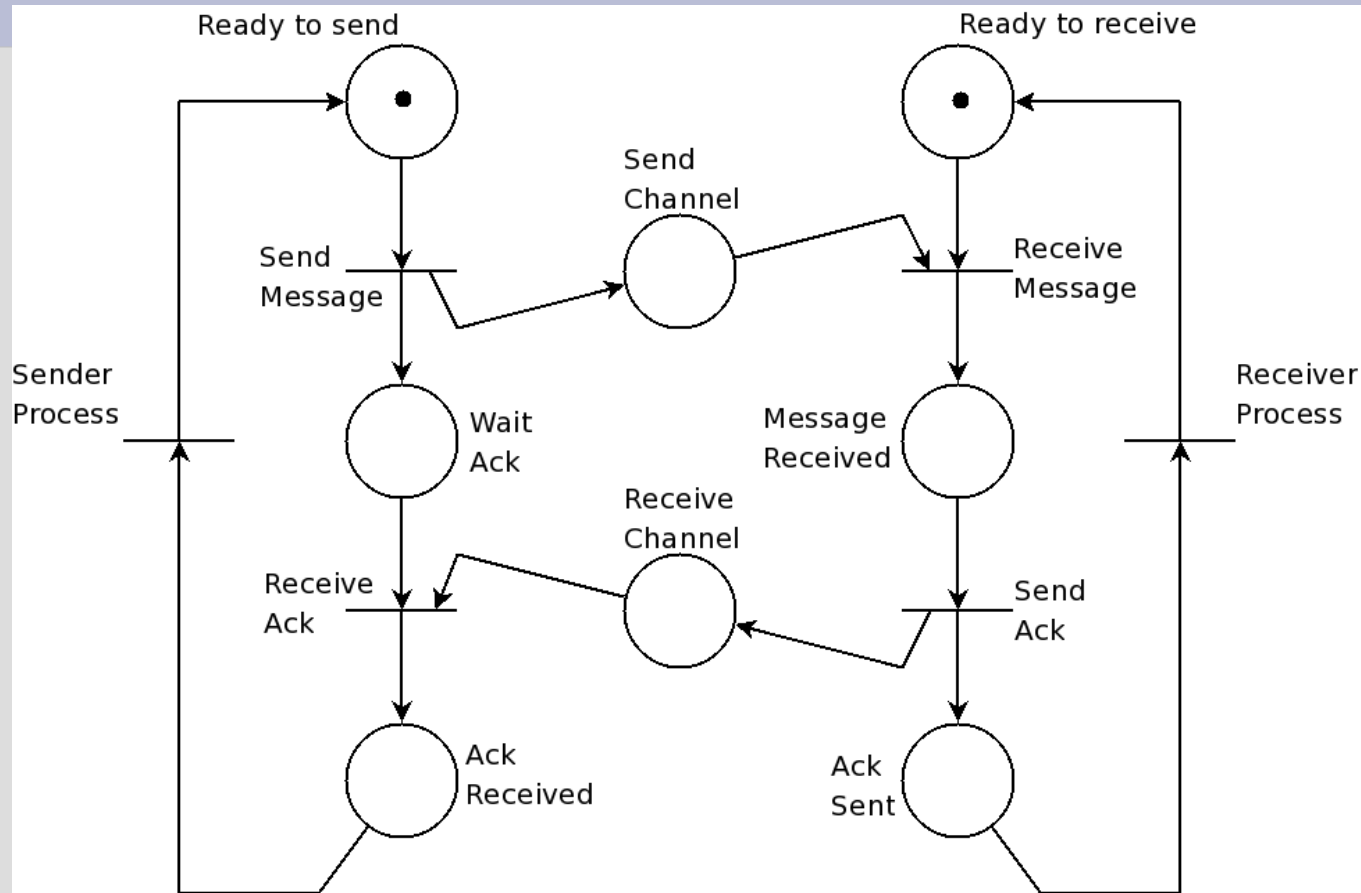 Ready to send
Ready to receive
Send
Channel
Send
Message
Receive
Message
Sender
Process
Receiver
Process
Wait
Ack
Message
Received
Receive
Channel
Receive
Ack
Send
Ack
Ack
Received
Ack
Sent